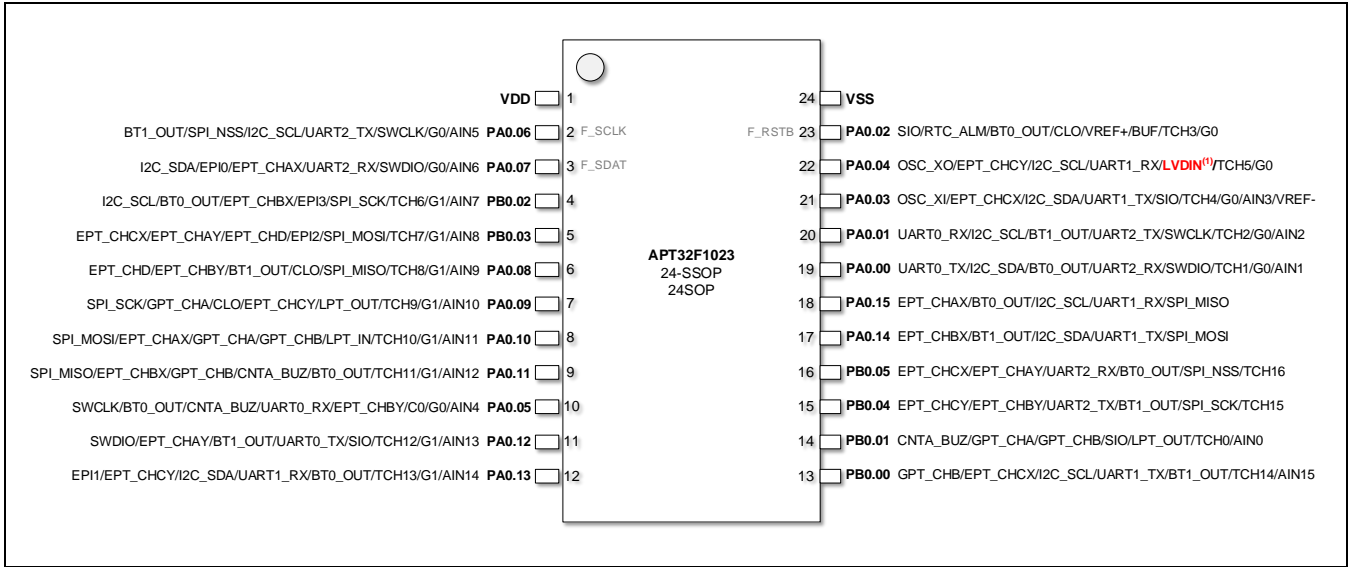 VDD 1 24 VSS
BT1_OUT/SPI_NSS/I2C_SCL/UART2_TX/SWCLK/G0/AIN5 PA0.06 2 F_SCLK F_RSTB 23 PA0.02 SIO/RTC_ALM/BT0_OUT/CLO/VREF+/BUF/TCH3/G0
I2C_SDA/EPI0/EPT_CHAX/UART2_RX/SWDIO/G0/AIN6 PA0.07 3 F_SDAT 22 PA0.04 OSC_XO/EPT_CHCY/I2C_SCL/UART1_RX/LVDIN(1)/TCH5/G0
I2C_SCL/BT0_OUT/EPT_CHBX/EPI3/SPI_SCK/TCH6/G1/AIN7 PB0.02 4 21 PA0.03 OSC_XI/EPT_CHCX/I2C_SDA/UART1_TX/SIO/TCH4/G0/AIN3/VREF-
EPT_CHCX/EPT_CHAY/EPT_CHD/EPI2/SPI_MOSI/TCH7/G1/AIN8 PB0.03 5 20 PA0.01 UART0_RX/I2C_SCL/BT1_OUT/UART2_TX/SWCLK/TCH2/G0/AIN2
APT32F1023
24-SSOP
24SOP
EPT_CHD/EPT_CHBY/BT1_OUT/CLO/SPI_MISO/TCH8/G1/AIN9 PA0.08 6 19 PA0.00 UART0_TX/I2C_SDA/BT0_OUT/UART2_RX/SWDIO/TCH1/G0/AIN1
SPI_SCK/GPT_CHA/CLO/EPT_CHCY/LPT_OUT/TCH9/G1/AIN10 PA0.09 7 18 PA0.15 EPT_CHAX/BT0_OUT/I2C_SCL/UART1_RX/SPI_MISO
SPI_MOSI/EPT_CHAX/GPT_CHA/GPT_CHB/LPT_IN/TCH10/G1/AIN11 PA0.10 8 17 PA0.14 EPT_CHBX/BT1_OUT/I2C_SDA/UART1_TX/SPI_MOSI
SPI_MISO/EPT_CHBX/GPT_CHB/CNTA_BUZ/BT0_OUT/TCH11/G1/AIN12 PA0.11 9 16 PB0.05 EPT_CHCX/EPT_CHAY/UART2_RX/BT0_OUT/SPI_NSS/TCH16
SWCLK/BT0_OUT/CNTA_BUZ/UART0_RX/EPT_CHBY/C0/G0/AIN4 PA0.05 10 15 PB0.04 EPT_CHCY/EPT_CHBY/UART2_TX/BT1_OUT/SPI_SCK/TCH15
SWDIO/EPT_CHAY/BT1_OUT/UART0_TX/SIO/TCH12/G1/AIN13 PA0.12 11 14 PB0.01 CNTA_BUZ/GPT_CHA/GPT_CHB/SIO/LPT_OUT/TCH0/AIN0
EPI1/EPT_CHCY/I2C_SDA/UART1_RX/BT0_OUT/TCH13/G1/AIN14 PA0.13 12 13 PB0.00 GPT_CHB/EPT_CHCX/I2C_SCL/UART1_TX/BT1_OUT/TCH14/AIN15